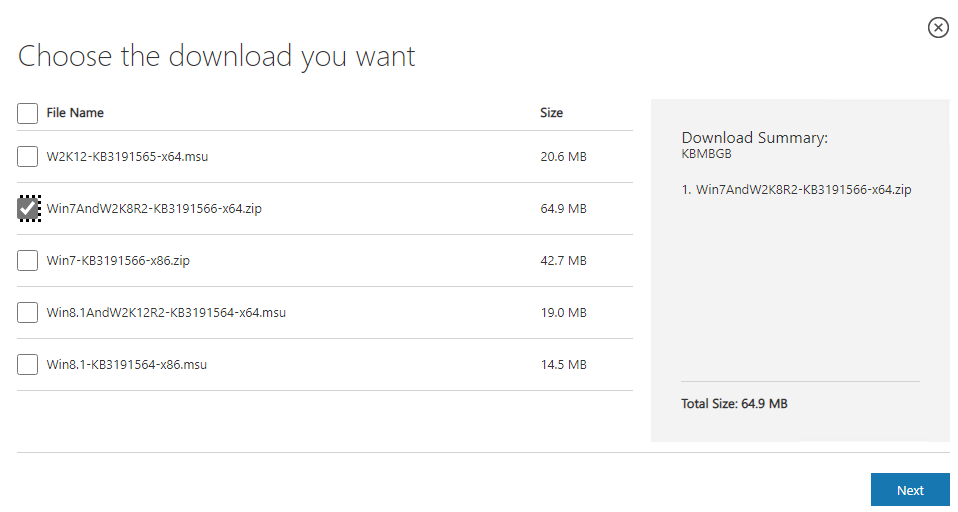 Choose the download you want
File Name Size
W2K12-KB3191565-x64.msu 20.6 MB
Win7AndW2K8R2-KB3191566-x64.zip 64.9 MB
Win7-KB3191566-x86.zip 42.7 MB
Win8.1AndW2K12R2-KB3191564-x64.msu 19.0 MB
Win8.1-KB3191564-x86.msu 14.5 MB
Download Summary:
KBMBGB
1. Win7AndW2K8R2-KB3191566-x64.zip
Total Size: 64.9 MB
Next